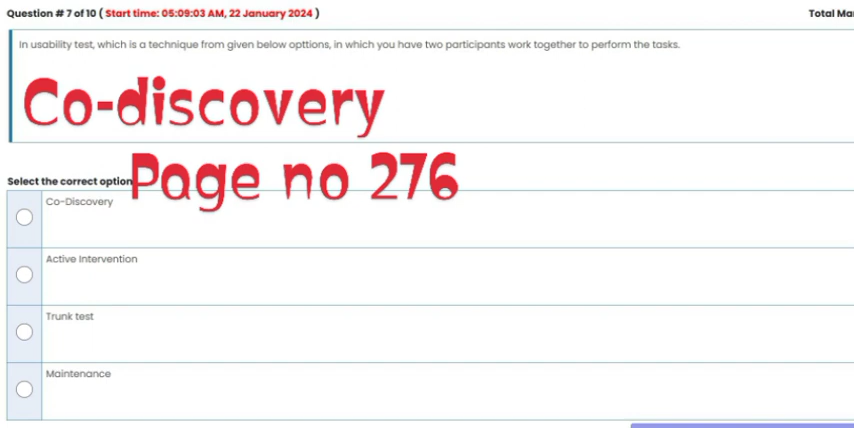 Question # 7 of 10 ( Start time: 05:09:03 AM, 22 January 2024 ) Total Mar
In usability test, which is a technique from given below opttions, in which you have two participants work together to perform the tasks.
Co-discovery
Page no 276
Select the correct option
Co-Discovery
Active Intervention
Trunk test
Maintenance